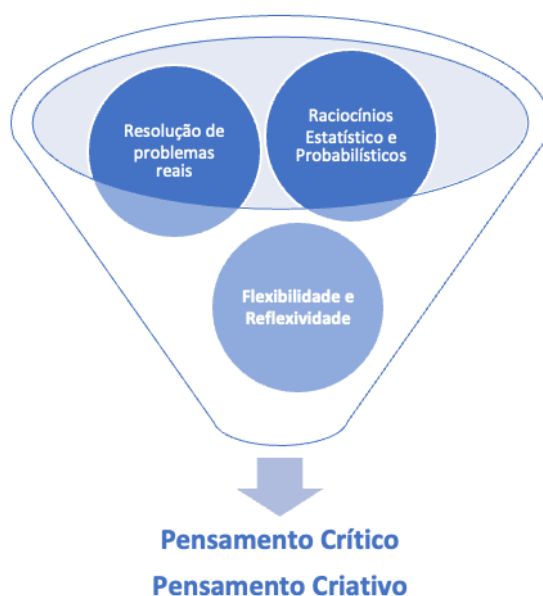 Resolução de
problemas
reais
Raciocínios
Estatístico e
Probabilísticos
Flexibilidade e
Reflexividade
Pensamento Crítico
Pensamento Criativo